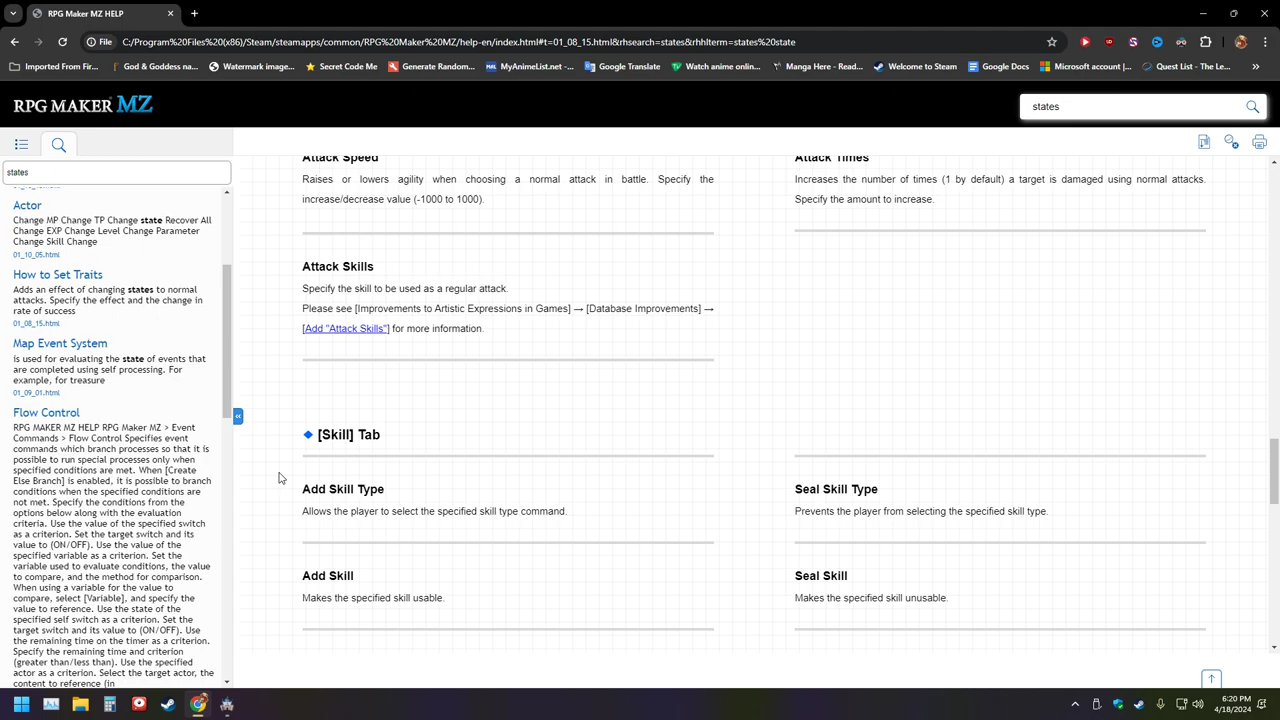 RPG Maker MZ HELP
File
C:/Program%20Files%20(x86)/Steam/steamapps/common/RPG%20Maker%20MZ/help-en/index.html#t=01_08_15.html&rhsearch=states&rhhlterm=states%20state
Imported From Fir...
God & Goddess na...
Watermark image...
Secret Code Me
Generate Random...
MyAnimeList.net -...
Google Translate
Watch anime onlin...
Manga Here - Read...
Welcome to Steam
Google Docs
Microsoft account |...
Quest List - The Le...
RPG MAKER MZ
states
states
Actor
Change MP Change TP Change state Recover All
Change EXP Change Level Change Parameter
Change Skill Change
01_10_05.html
How to Set Traits
Adds an effect of changing states to normal
attacks. Specify the effect and the change in
rate of success
01_08_15.html
Map Event System
is used for evaluating the state of events that
are completed using self processing. For
example, for treasure
01_09_01.html
Flow Control
RPG MAKER MZ HELP RPG Maker MZ > Event
Commands > Flow Control Specifies event
commands which branch processes so that it is
possible to run special processes only when
specified conditions are met. When [Create
Else Branch] is enabled, it is possible to branch
conditions when the specified conditions are
not met. Specify the conditions from the
options below along with the evaluation
criteria. Use the value of the specified switch
as a criterion. Set the target switch and its
value to (ON/OFF). Use the value of the
specified variable as a criterion. Set the
variable used to evaluate conditions, the value
to compare, and the method for comparison.
When using a variable for the value to
compare, select [Variable], and specify the
value to reference. Use the state of the
specified self switch as a criterion. Set the
target switch and its value to (ON/OFF). Use
the remaining time on the timer as a criterion.
Specify the remaining time and criterion
(greater than/less than). Use the specified
actor as a criterion. Select the target actor, the
content to reference (in
Attack Speed
Raises or lowers agility when choosing a normal attack in battle. Specify the
increase/decrease value (-1000 to 1000).
Attack Times
Increases the number of times (1 by default) a target is damaged using normal attacks.
Specify the amount to increase.
Attack Skills
Specify the skill to be used as a regular attack.
Please see [Improvements to Artistic Expressions in Games] → [Database Improvements] →
[Add "Attack Skills"] for more information.
[Skill] Tab
Add Skill Type
Allows the player to select the specified skill type command.
Seal Skill Type
Prevents the player from selecting the specified skill type.
Add Skill
Makes the specified skill usable.
Seal Skill
Makes the specified skill unusable.
6:20 PM
4/18/2024